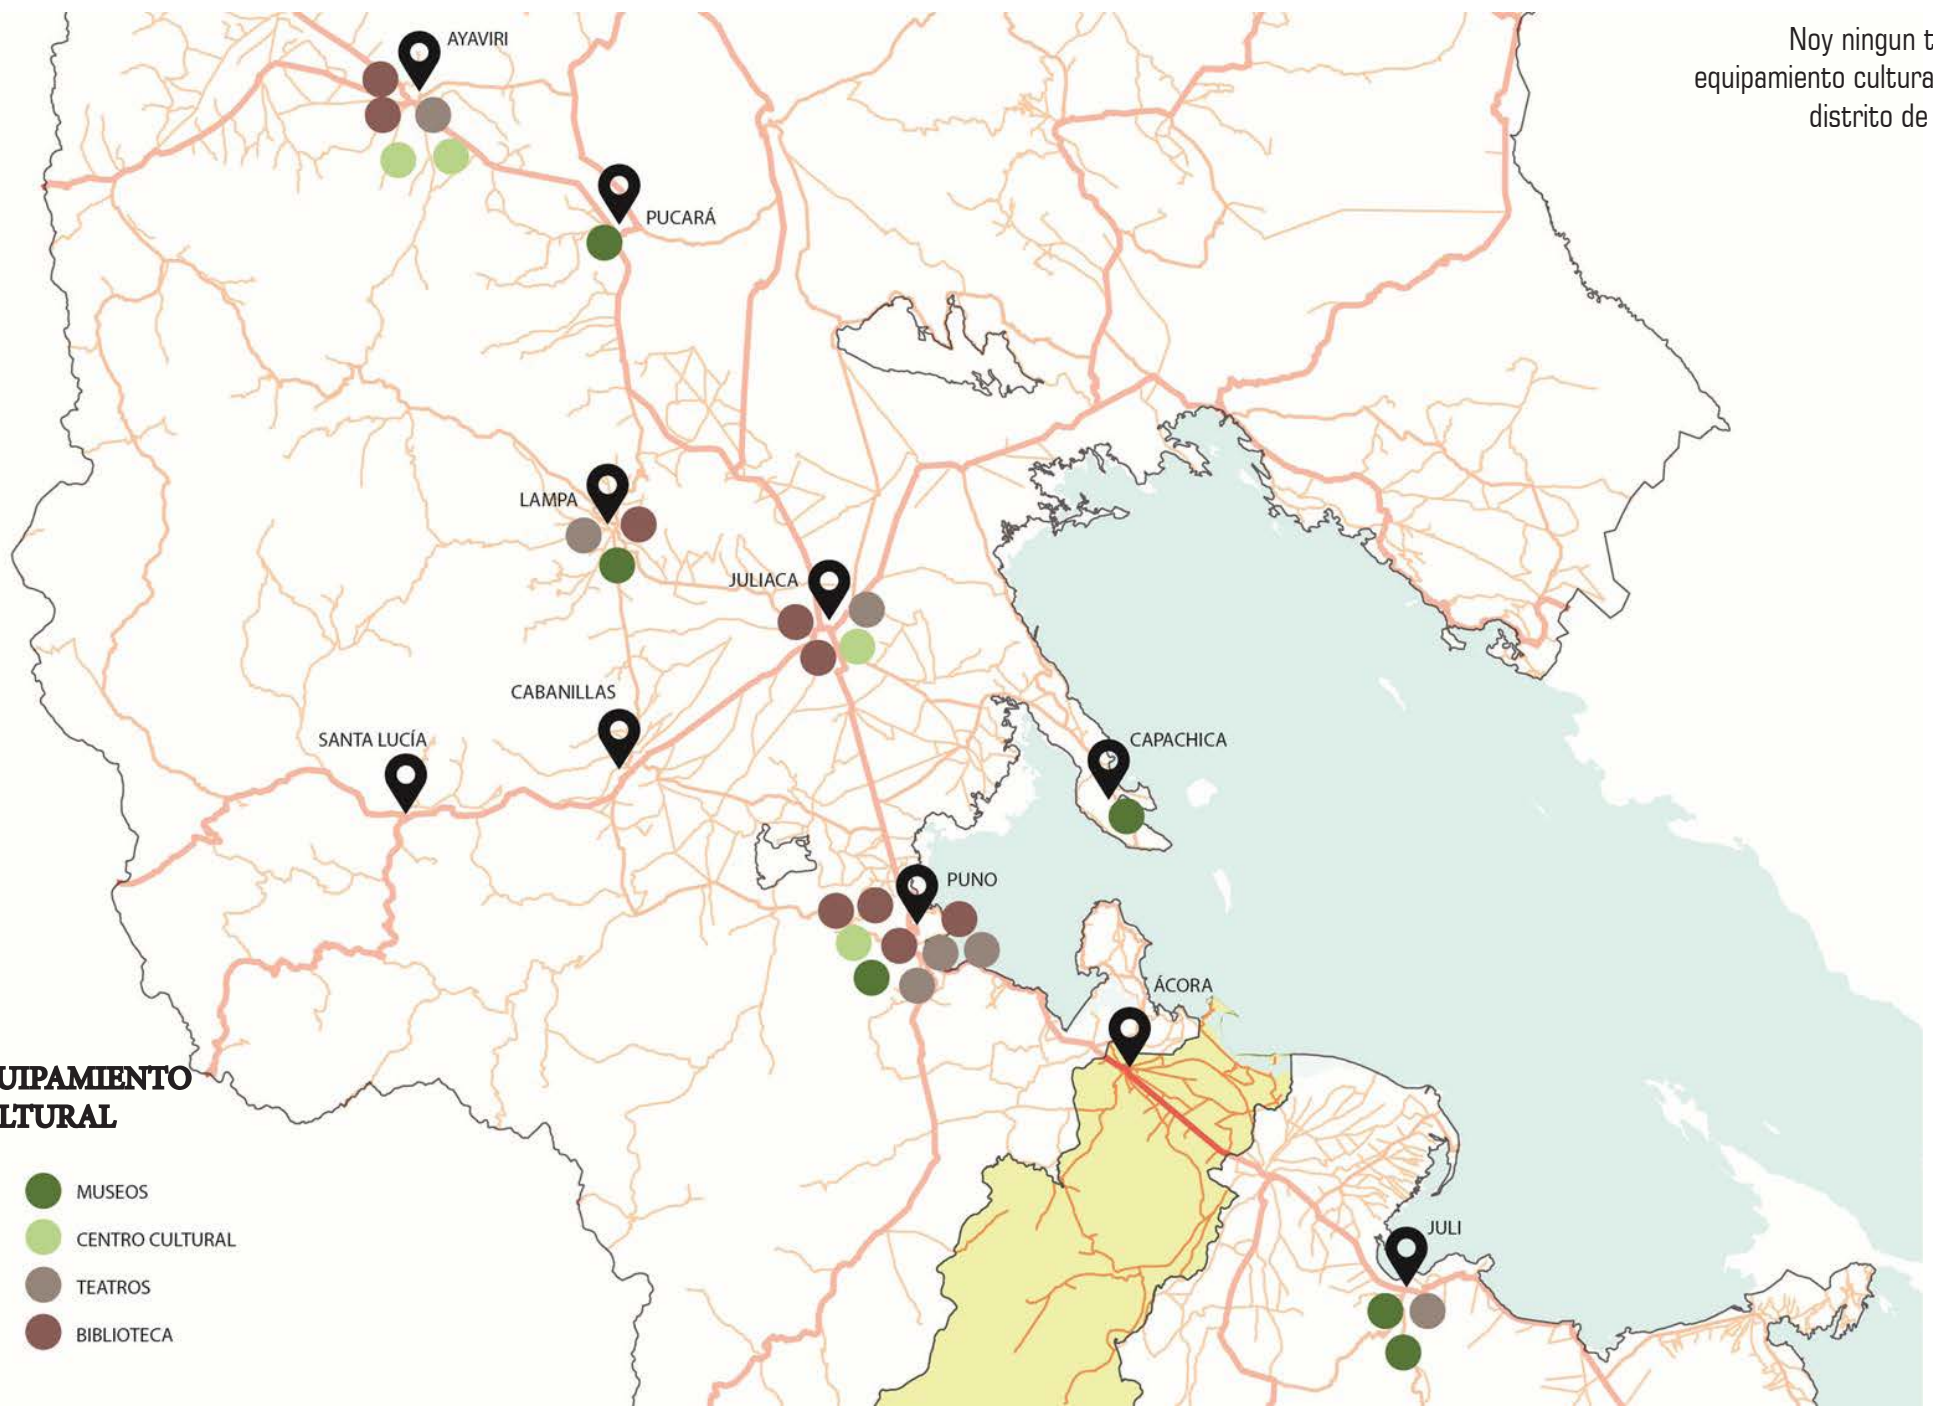 Noy ningun t
equipamiento cultura
distrito de
AYAVIRI
PUCARÁ
LAMPA
JULIACA
CABANILLAS
SANTA LUCÍA
CAPACHICA
PUNO
ÁCORA
JULI
UIPAMIENTO
LTURAL
MUSEOS
CENTRO CULTURAL
TEATROS
BIBLIOTECA